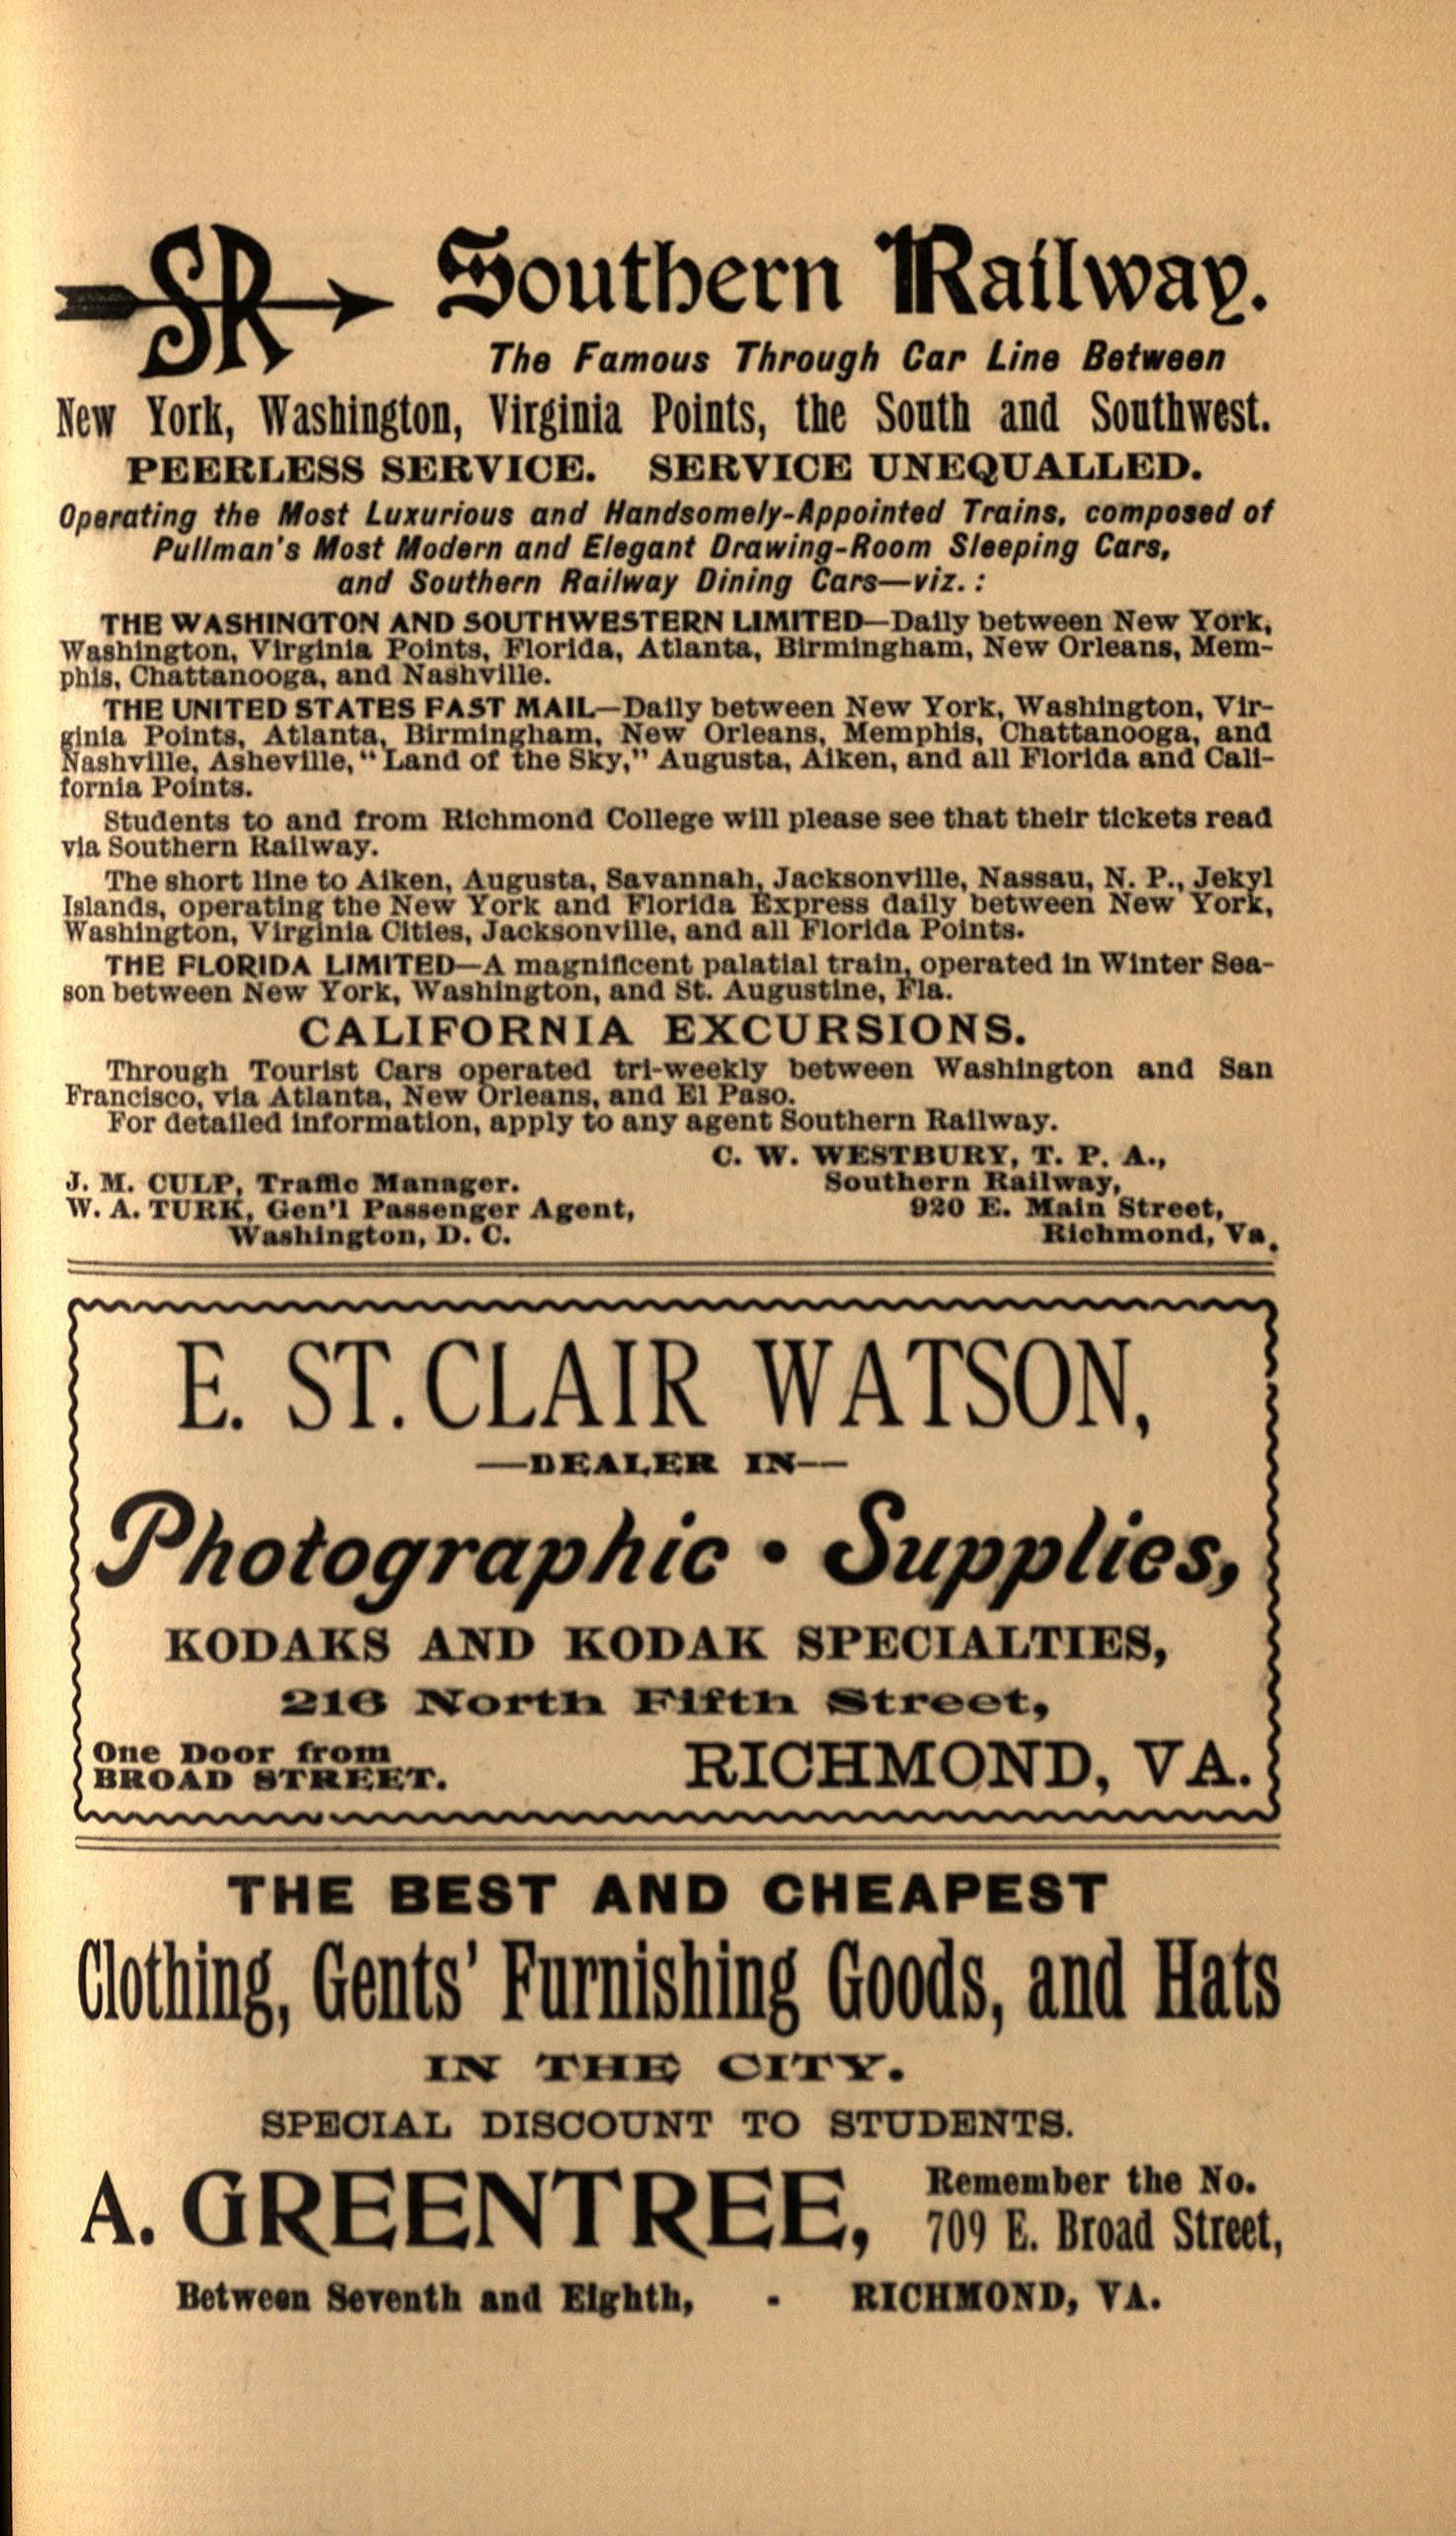 SR Southern Railway.
The Famous Through Car Line Between
New York, Washington, Virginia Points, the South and Southwest.
PEERLESS SERVICE. SERVICE UNEQUALLED.
Operating the Most Luxurious and Handsomely-Appointed Trains, composed of
Pullman's Most Modern and Elegant Drawing-Room Sleeping Cars,
and Southern Railway Dining Cars—viz.:
THE WASHINGTON AND SOUTHWESTERN LIMITED—Daily between New York,
Washington, Virginia Points, Florida, Atlanta, Birmingham, New Orleans, Mem-
phis, Chattanooga, and Nashville.
THE UNITED STATES FAST MAIL—Daily between New York, Washington, Vir-
ginia Points, Atlanta, Birmingham, New Orleans, Memphis, Chattanooga, and
Nashville, Asheville, "Land of the Sky," Augusta, Aiken, and all Florida and Cali-
fornia Points.
Students to and from Richmond College will please see that their tickets read
via Southern Railway.
The short line to Aiken, Augusta, Savannah, Jacksonville, Nassau, N. P., Jekyl
Islands, operating the New York and Florida Express daily between New York,
Washington, Virginia Cities, Jacksonville, and all Florida Points.
THE FLORIDA LIMITED—A magnificent palatial train, operated in Winter Sea-
son between New York, Washington, and St. Augustine, Fla.
CALIFORNIA EXCURSIONS.
Through Tourist Cars operated tri-weekly between Washington and San
Francisco, via Atlanta, New Orleans, and El Paso.
For detailed information, apply to any agent Southern Railway.
C. W. WESTBURY, T. P. A.,
J. M. CULP, Traffic Manager. Southern Railway,
W. A. TURK, Gen'l Passenger Agent, 920 E. Main Street,
Washington, D. C. Richmond, Va.
E. ST. CLAIR WATSON,
—DEALER IN—
Photographic • Supplies,
KODAKS AND KODAK SPECIALTIES,
216 North Fifth Street,
One Door from
BROAD STREET. RICHMOND, VA.
THE BEST AND CHEAPEST
Clothing, Gents' Furnishing Goods, and Hats
IN THE CITY.
SPECIAL DISCOUNT TO STUDENTS.
A. GREENTREE, Remember the No.
709 E. Broad Street,
Between Seventh and Eighth, - RICHMOND, VA.